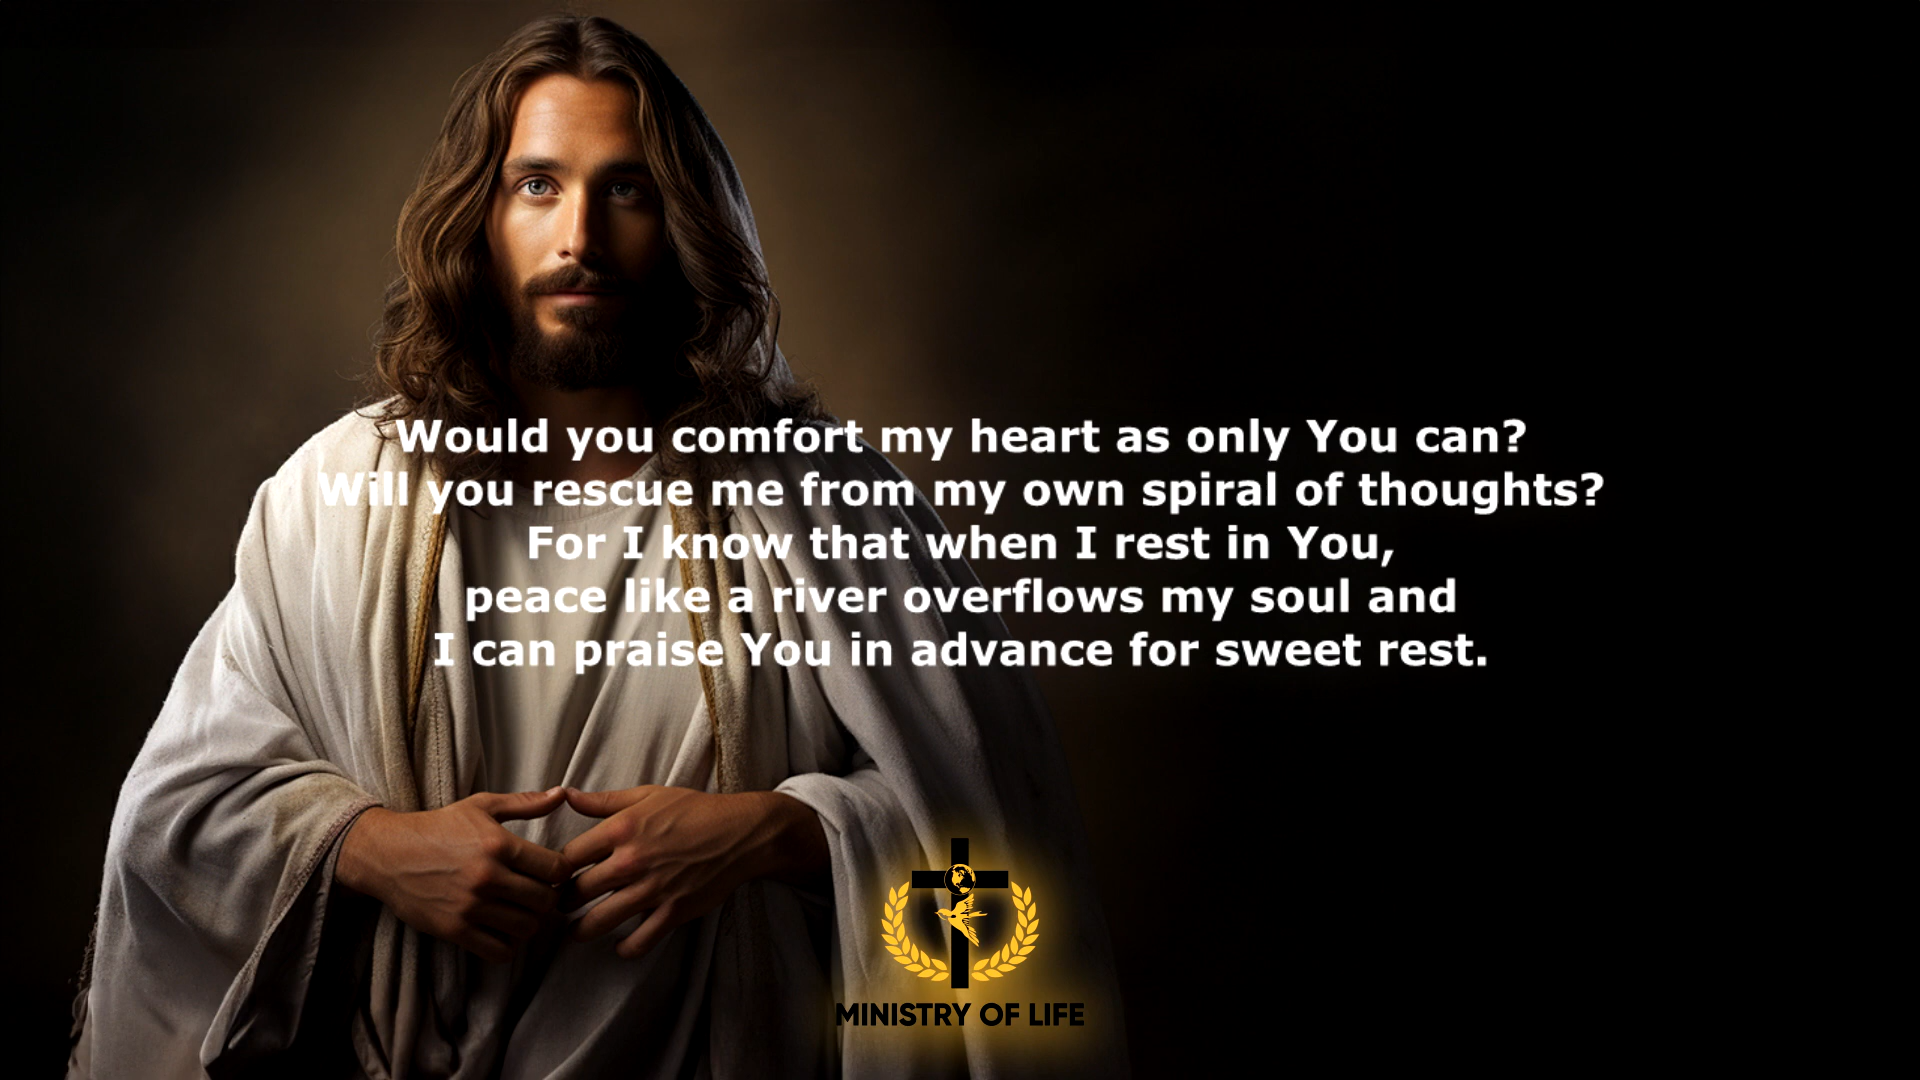 Would you comfort my heart as only You can?
Will you rescue me from my own spiral of thoughts?
For I know that when I rest in You,
peace like a river overflows my soul and
I can praise You in advance for sweet rest.
MINISTRY OF LIFE